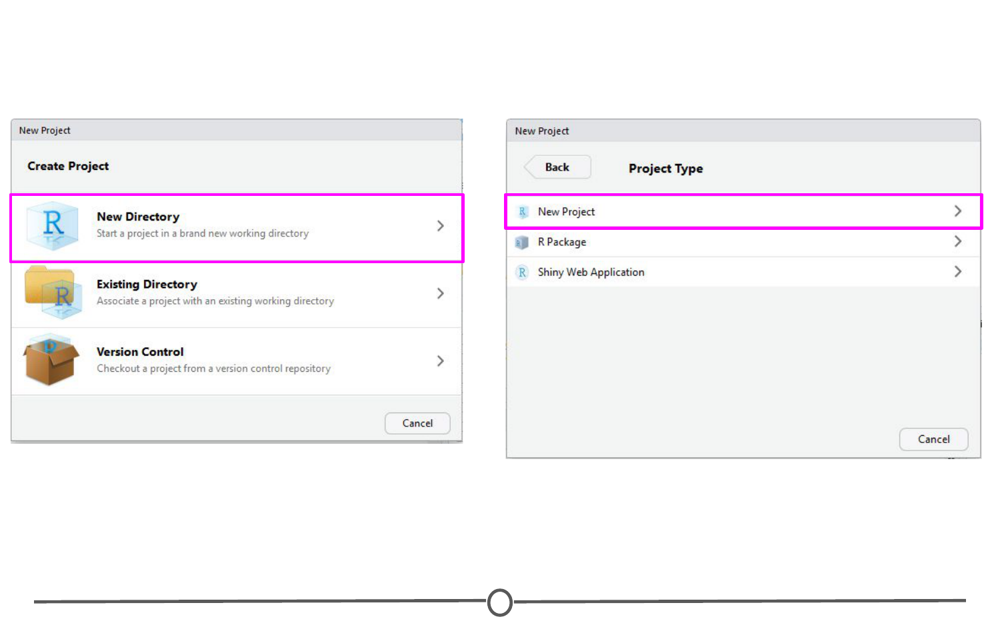 New Project
Create Project
New Directory
Start a project in a brand new working directory
Existing Directory
Associate a project with an existing working directory
Version Control
Checkout a project from a version control repository
Cancel
New Project
Back
Project Type
New Project
R Package
Shiny Web Application
Cancel